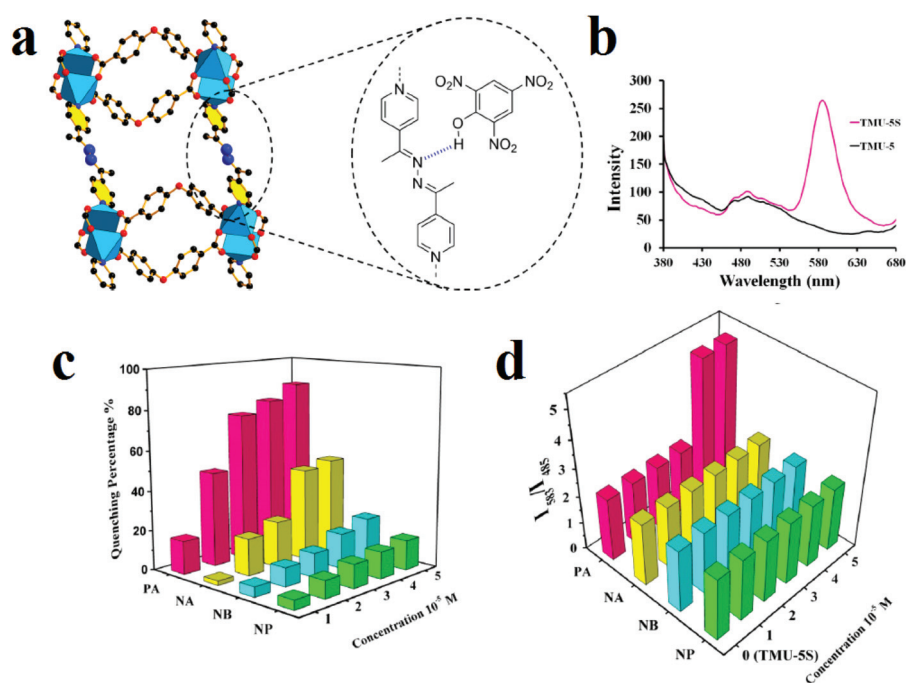 a
N
NO₂
NO₂
O
H
NO₂
N
N
N
b
300
250
200
150
100
50
0
Intensity
380
430
480
530
580
630
680
Wavelength (nm)
TMU-5S
TMU-5
c
100
80
60
40
20
0
Quenching Percentage %
PA
NA
NB
NP
1
2
3
4
5
Concentration 10⁻⁵ M
d
5
4
3
2
1
0
I₅₈₅/I₄₈₅
PA
NA
NB
NP
0 (TMU-5S)
1
2
3
4
5
Concentration 10⁻⁵ M